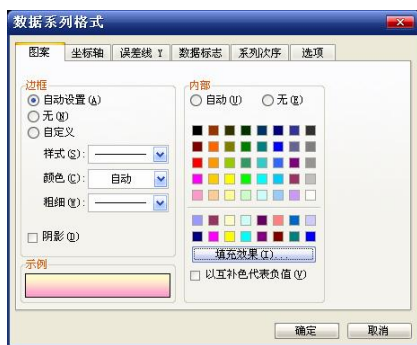 数据系列格式
图案 坐标轴 误差线 Y 数据标志 系列次序 选项
边框
自动设置(A)
无(N)
自定义
样式(S):
颜色(C): 自动
粗细(W):
阴影(D)
示例
内部
自动(U) 无(E)
填充效果(I)...
以互补色代表负值(V)
确定 取消